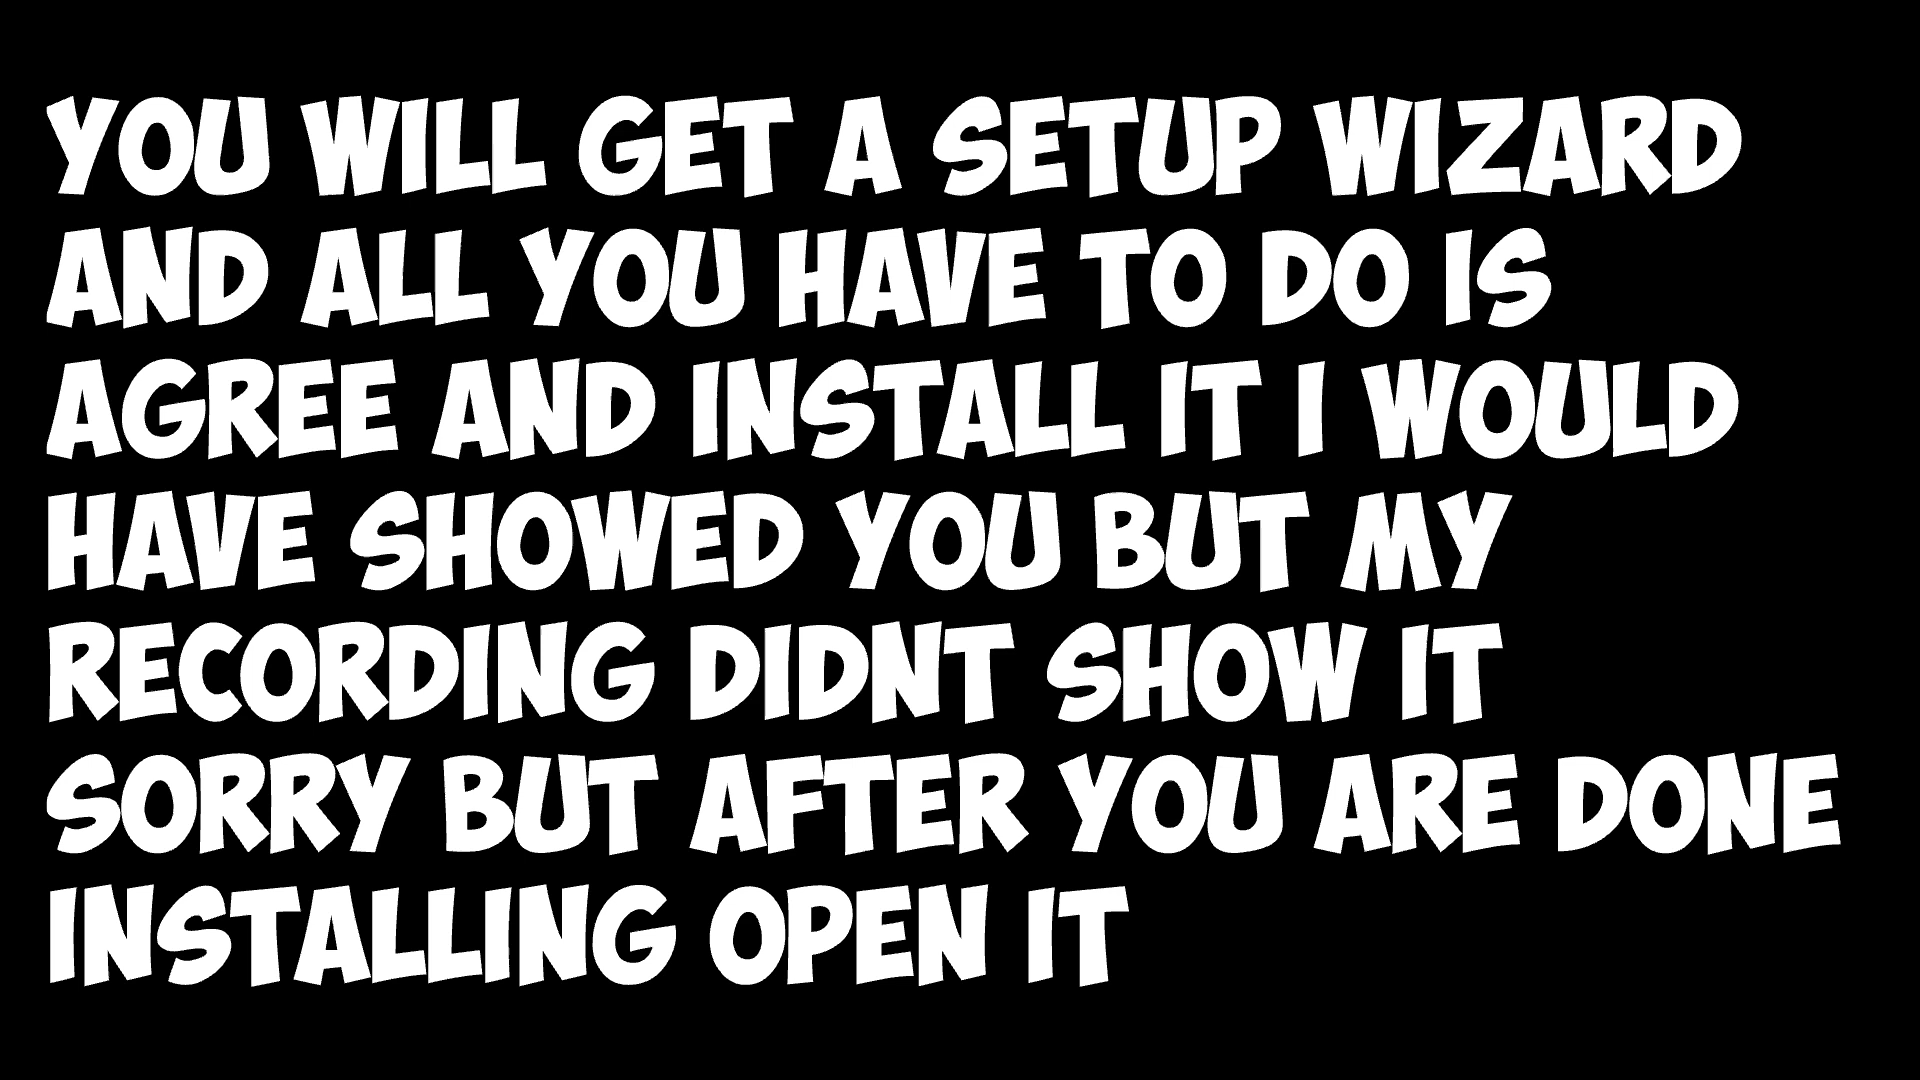 YOU WILL GET A SETUP WIZARD
AND ALL YOU HAVE TO DO IS
AGREE AND INSTALL IT I WOULD
HAVE SHOWED YOU BUT MY
RECORDING DIDNT SHOW IT
SORRY BUT AFTER YOU ARE DONE
INSTALLING OPEN IT